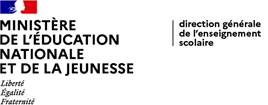 MINISTÈRE
DE L'ÉDUCATION
NATIONALE
ET DE LA JEUNESSE
Liberté
Égalité
Fraternité
direction générale
de l'enseignement
scolaire